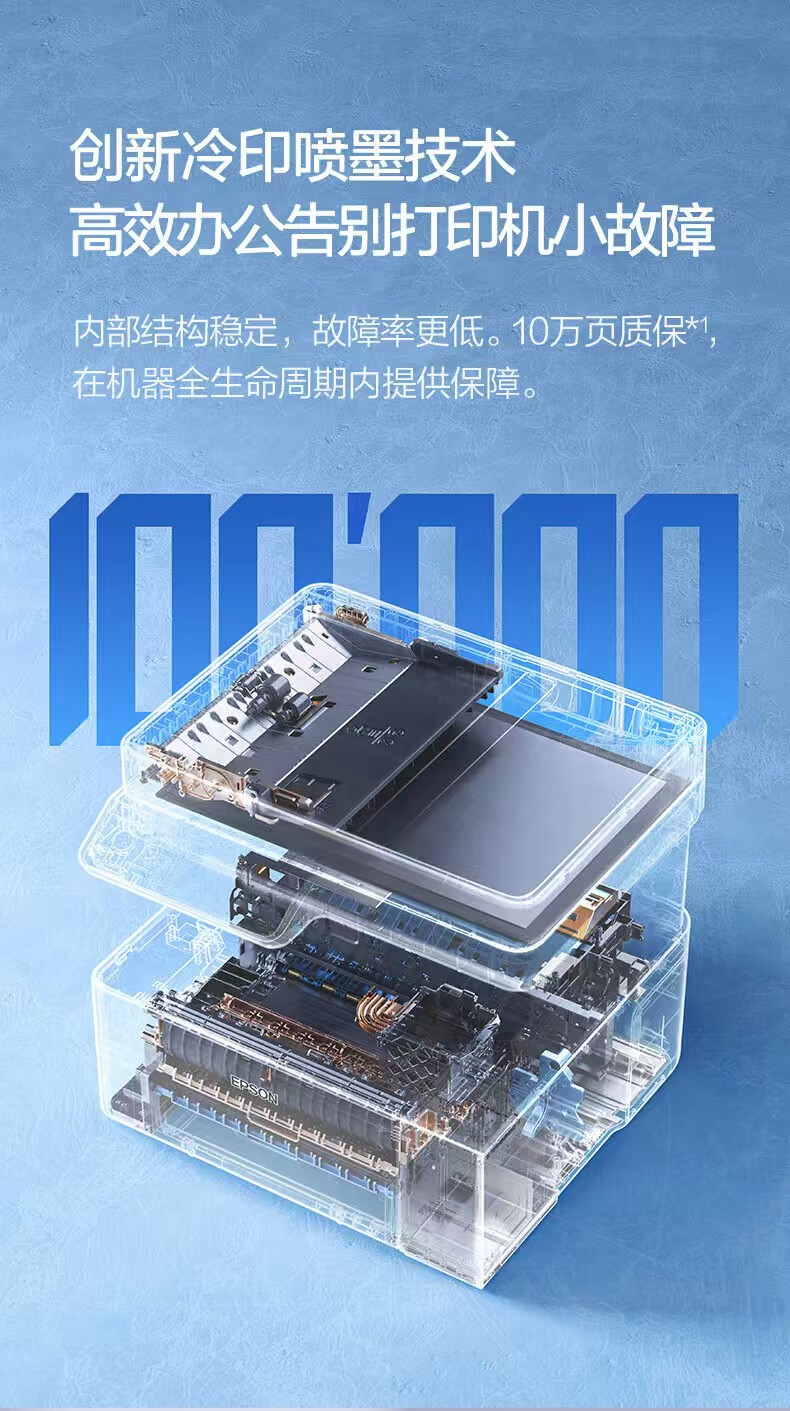 创新冷印喷墨技术
高效办公告别打印机小故障
内部结构稳定，故障率更低。10万页质保*1，
在机器全生命周期内提供保障。
100'000
EPSON